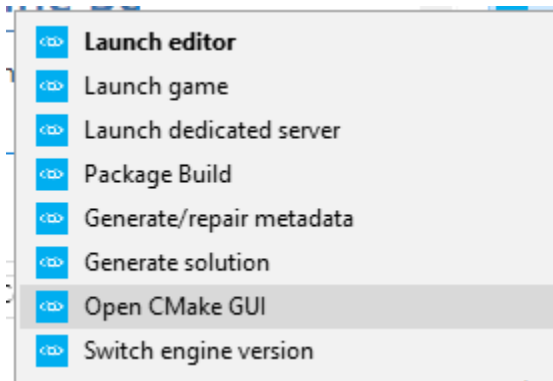 Launch editor
Launch game
Launch dedicated server
Package Build
Generate/repair metadata
Generate solution
Open CMake GUI
Switch engine version